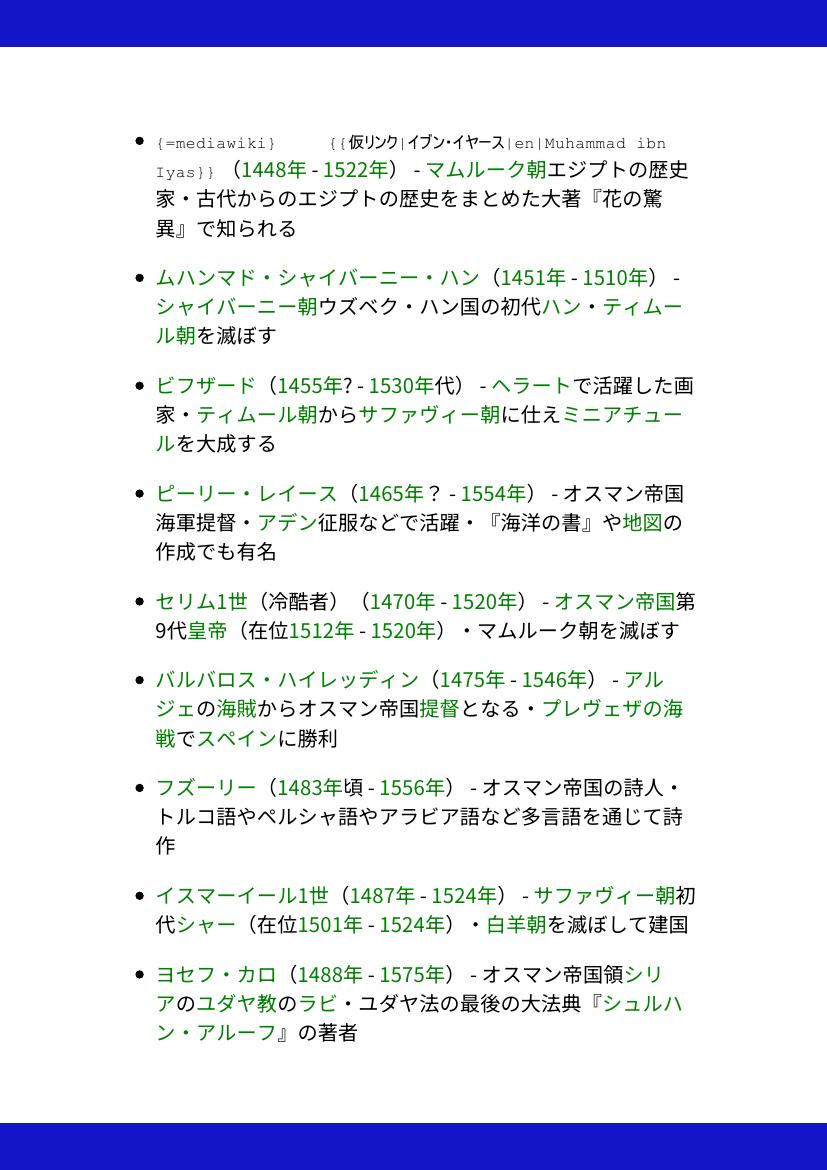 {=mediawiki} {{仮リンク|イブン・イヤース|en|Muhammad ibn
Iyas}} （1448年 - 1522年） - マムルーク朝エジプトの歴史
家・古代からのエジプトの歴史をまとめた大著『花の驚
異』で知られる
ムハンマド・シャイバーニー・ハン（1451年 - 1510年） -
シャイバーニー朝ウズベク・ハン国の初代ハン・ティムー
ル朝を滅ぼす
ビフザード（1455年? - 1530年代） - ヘラートで活躍した画
家・ティムール朝からサファヴィー朝に仕えミニアチュー
ルを大成する
ピーリー・レイース（1465年？ - 1554年） - オスマン帝国
海軍提督・アデン征服などで活躍・『海洋の書』や地図の
作成でも有名
セリム1世（冷酷者）（1470年 - 1520年） - オスマン帝国第
9代皇帝（在位1512年 - 1520年）・マムルーク朝を滅ぼす
バルバロス・ハイレッディン（1475年 - 1546年） - アル
ジェの海賊からオスマン帝国提督となる・プレヴェザの海
戦でスペインに勝利
フズーリー（1483年頃 - 1556年） - オスマン帝国の詩人・
トルコ語やペルシャ語やアラビア語など多言語を通じて詩
作
イスマーイール1世（1487年 - 1524年） - サファヴィー朝初
代シャー（在位1501年 - 1524年）・白羊朝を滅ぼして建国
ヨセフ・カロ（1488年 - 1575年） - オスマン帝国領シリ
アのユダヤ教のラビ・ユダヤ法の最後の大法典『シュルハ
ン・アルーフ』の著者